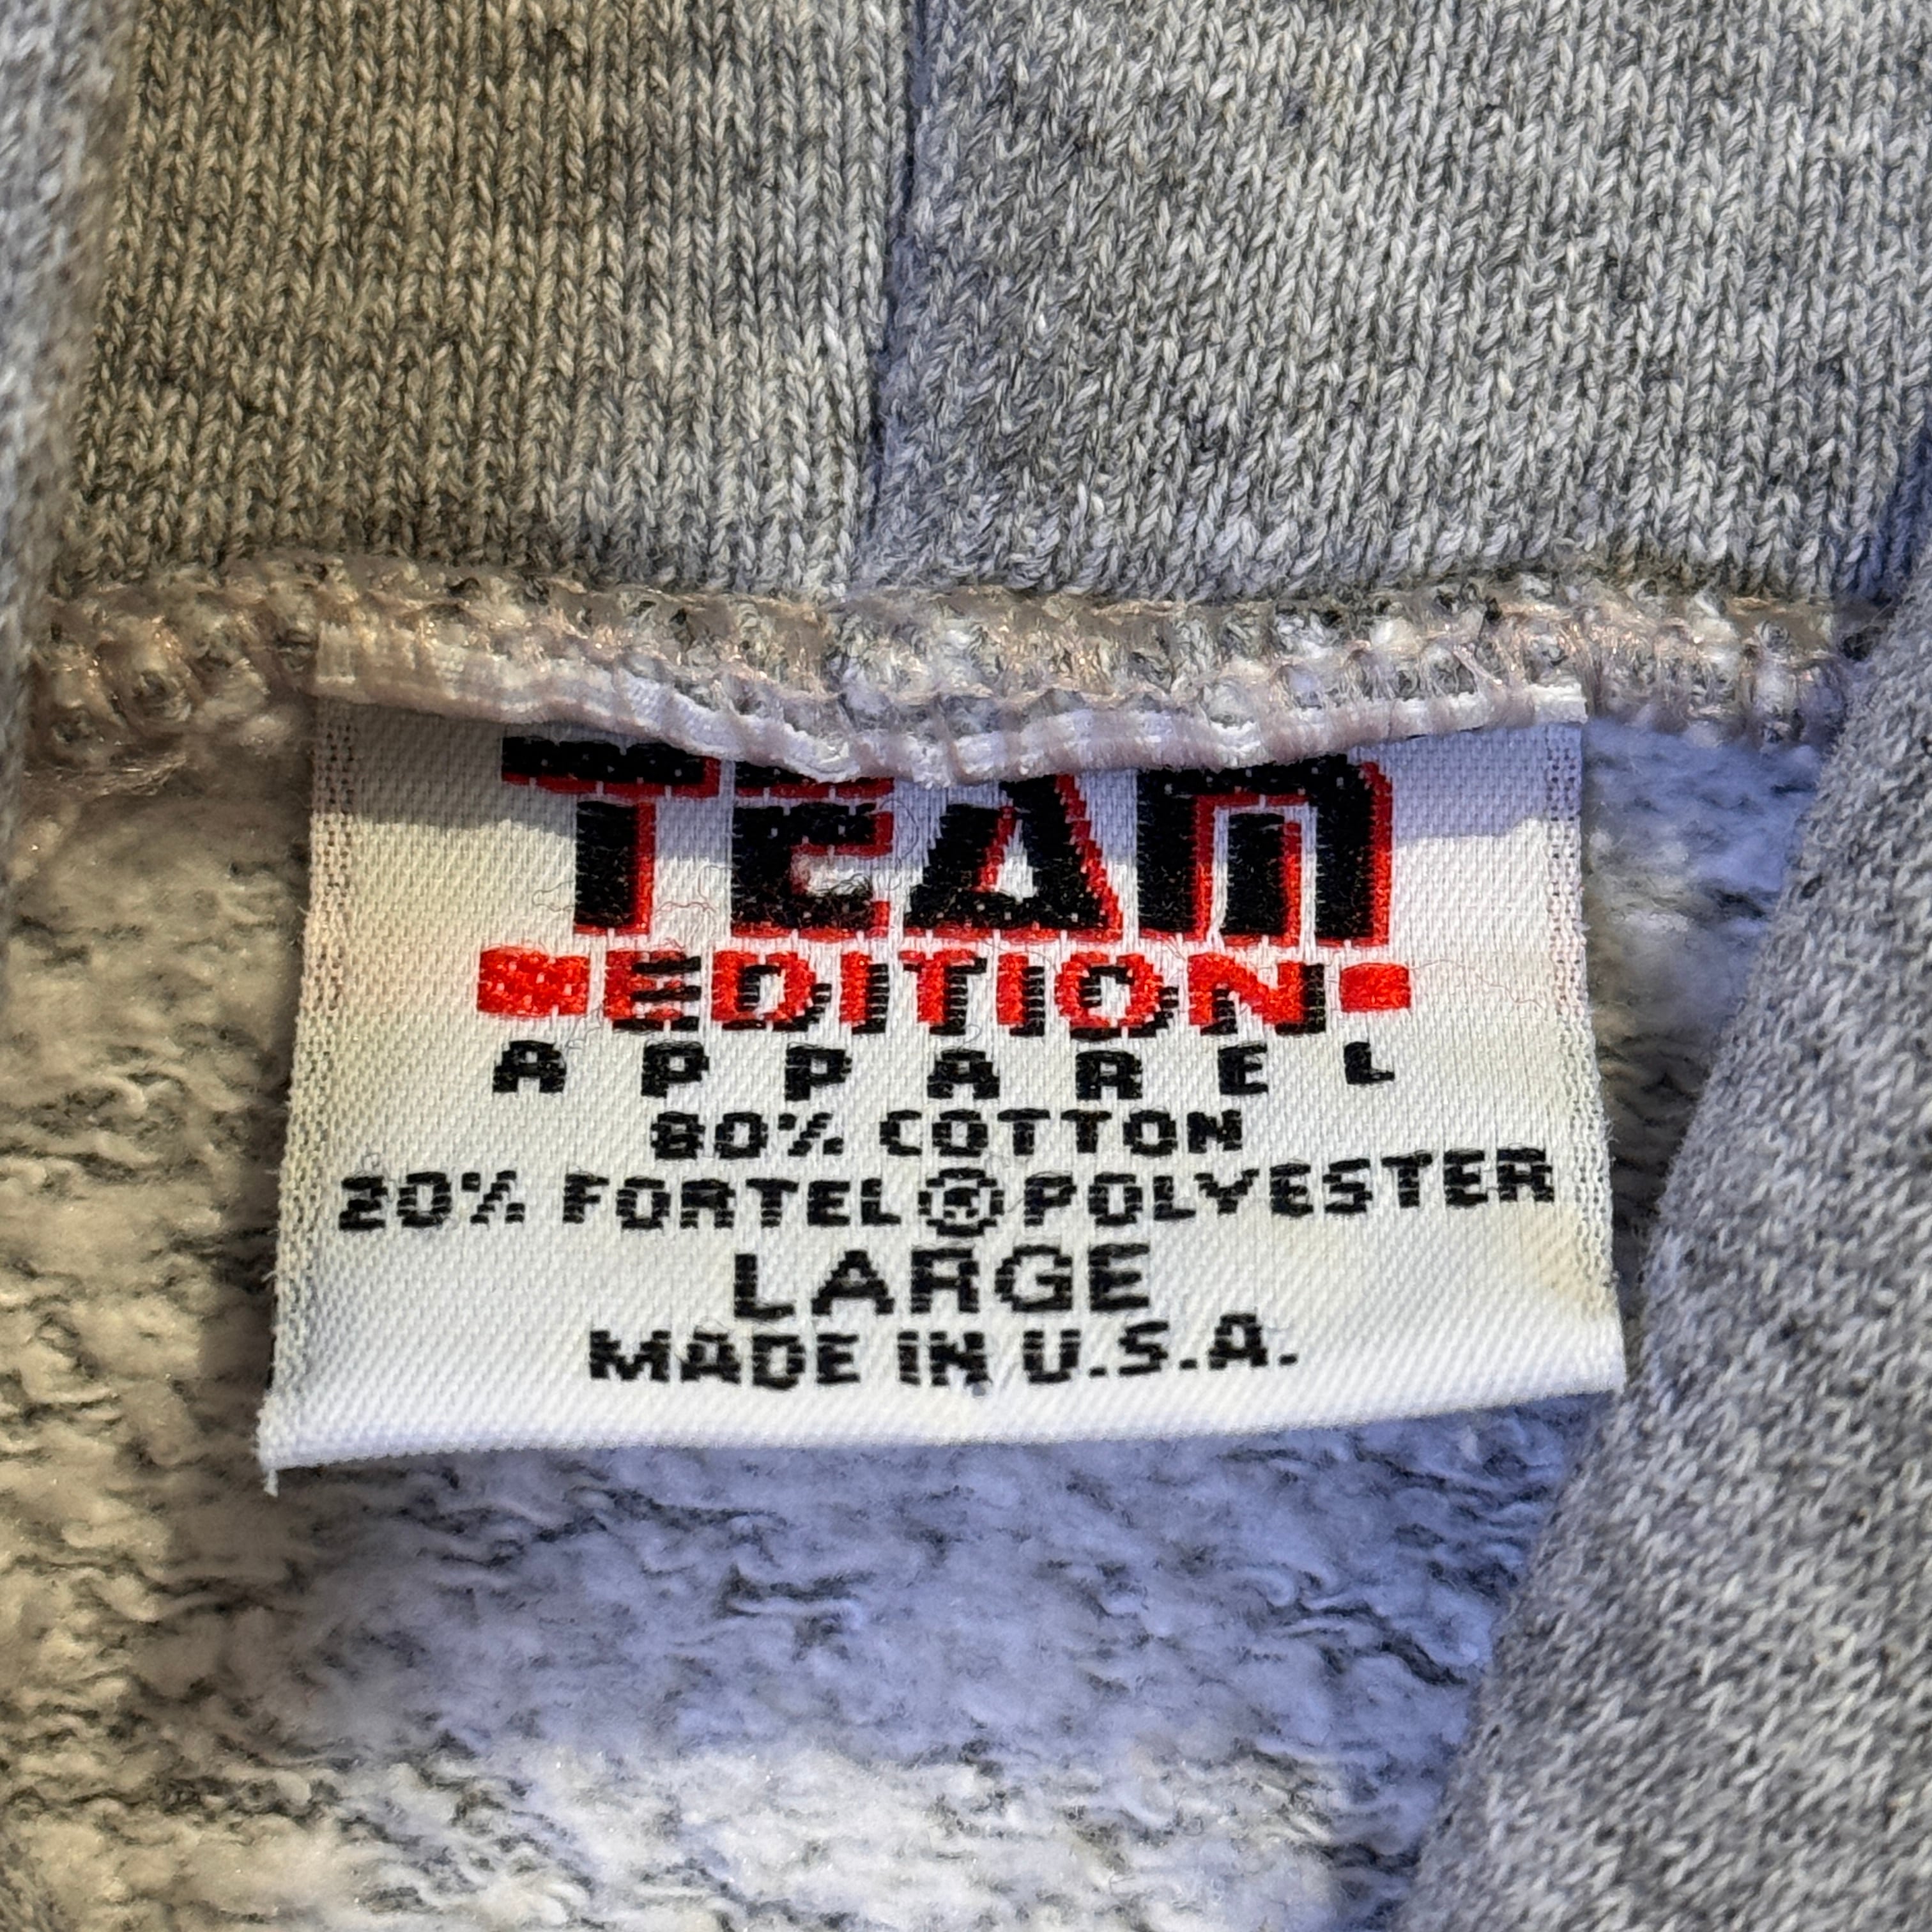 TEAM
EDITION
APPAREL
80% COTTON
20% FORTEL® POLYESTER
LARGE
MADE IN U.S.A.